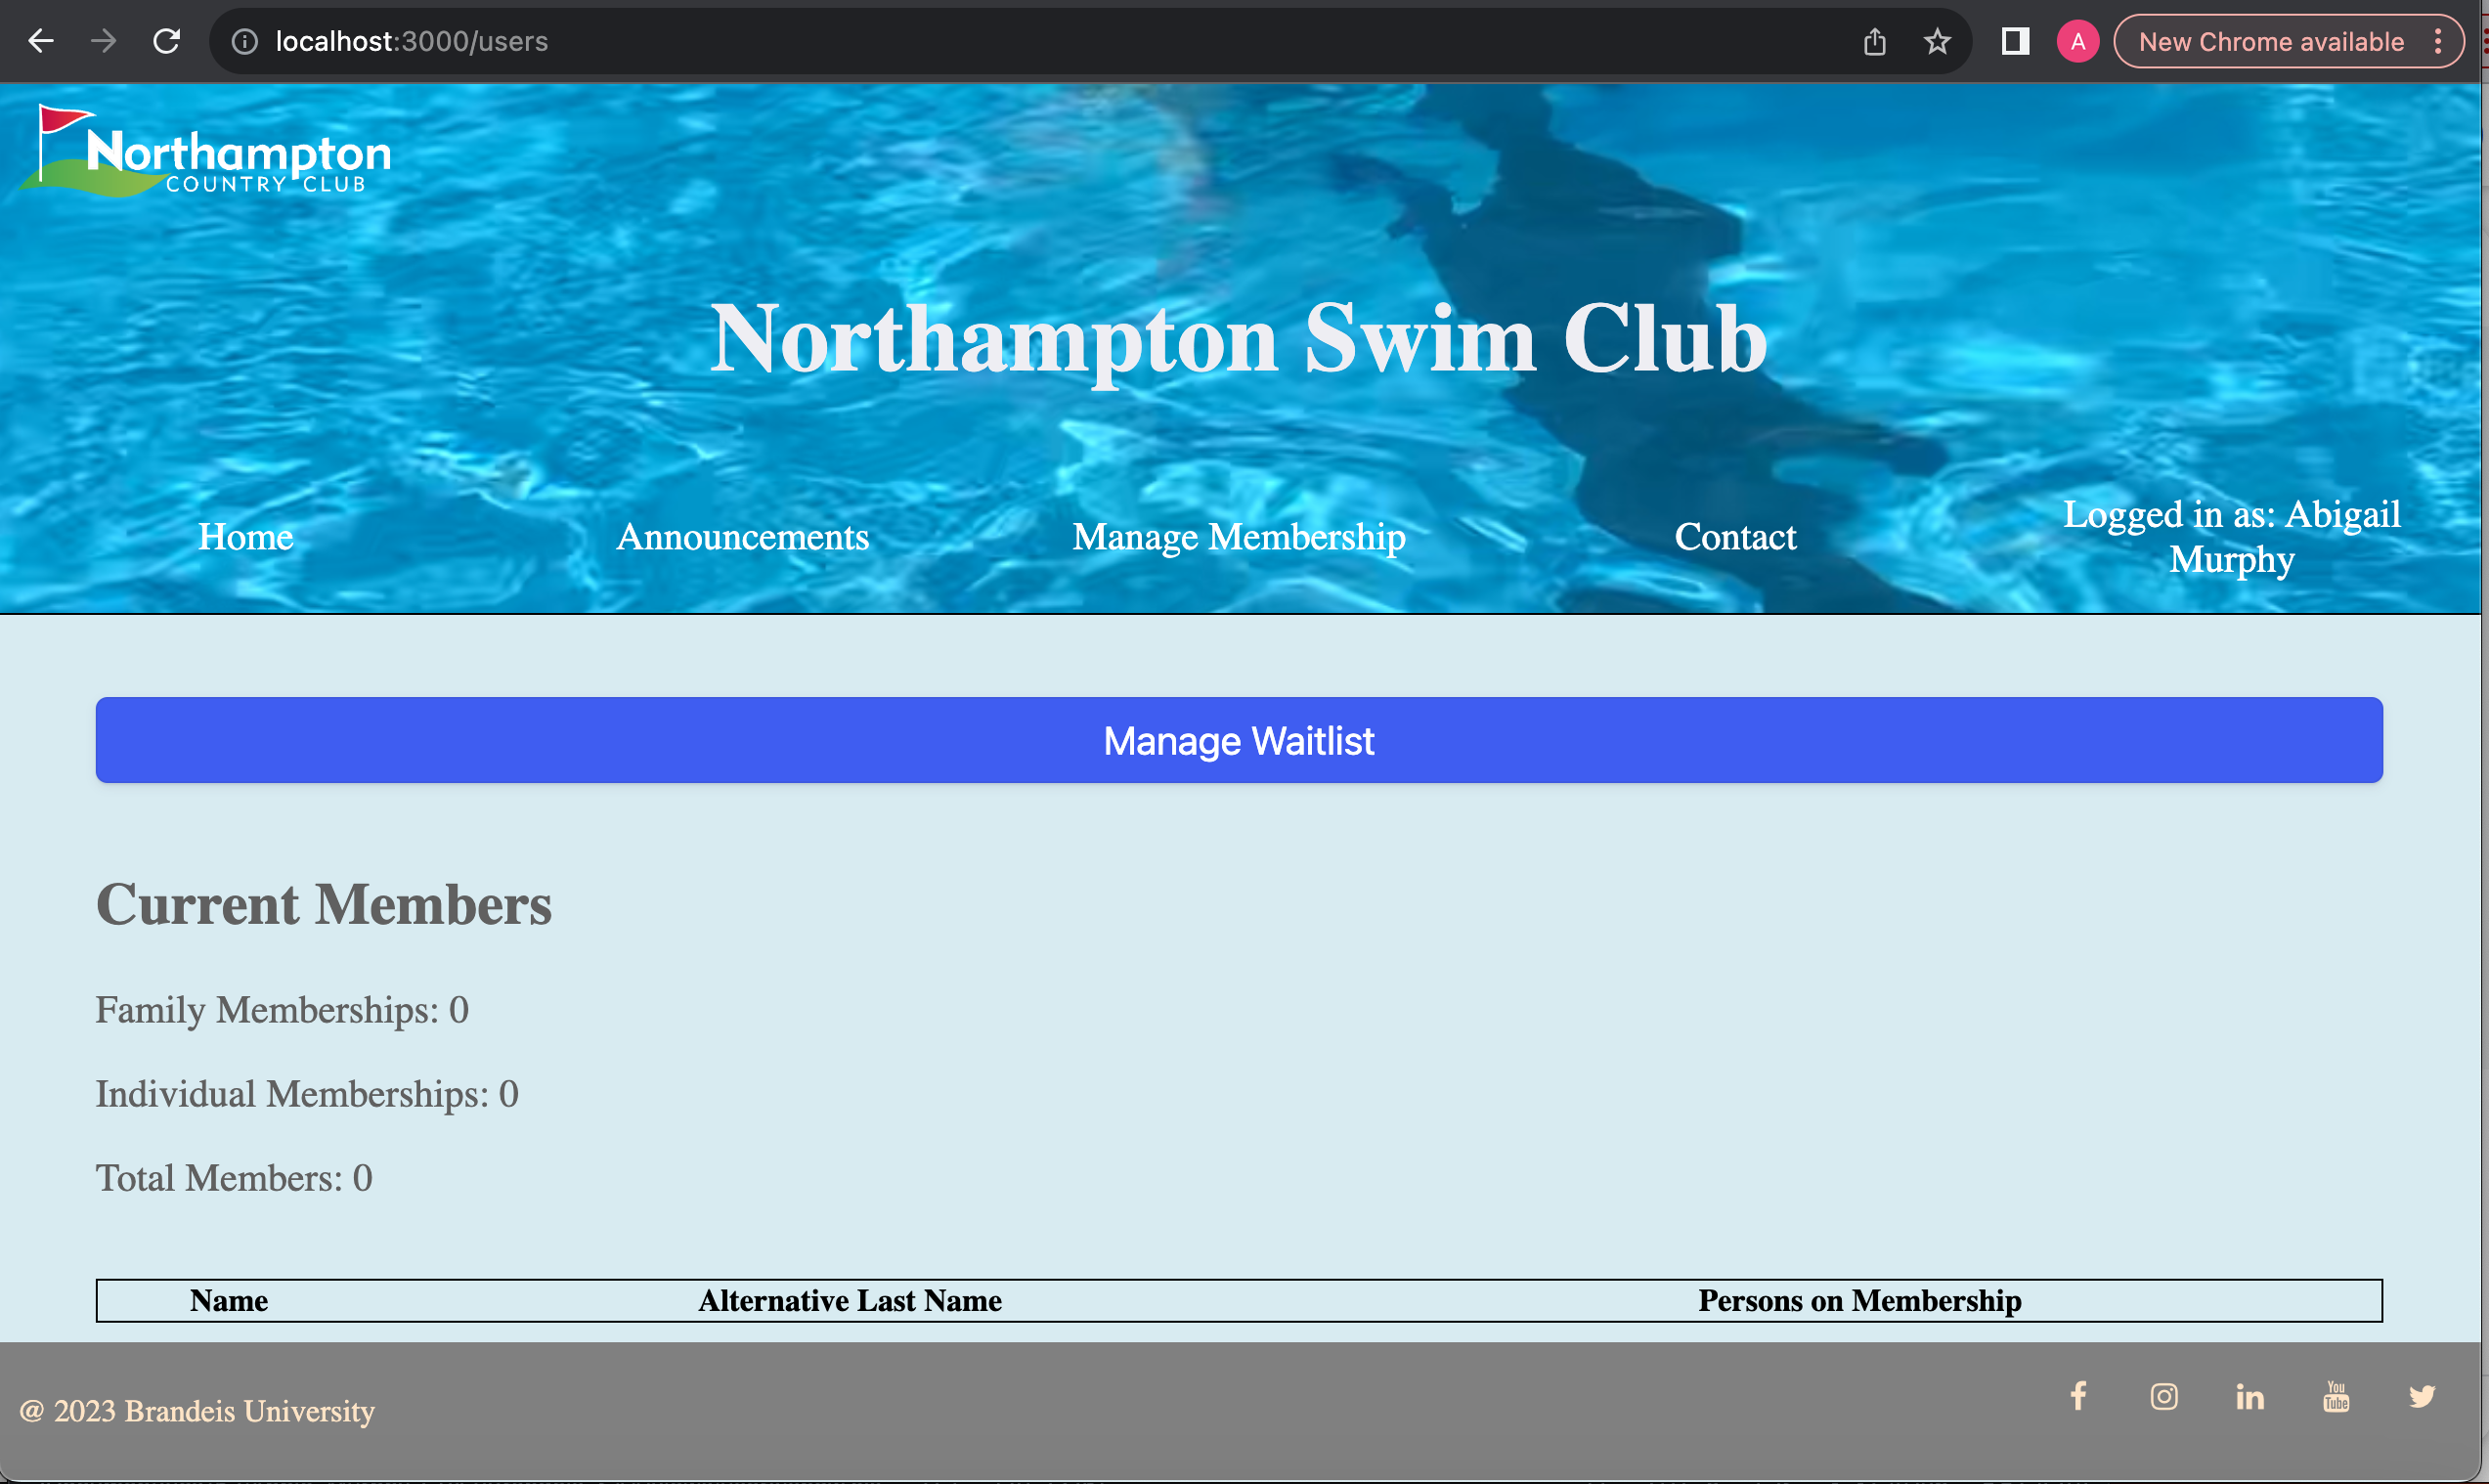 localhost:3000/users
A
New Chrome available
Northampton
COUNTRY CLUB
Northampton Swim Club
Home
Announcements
Manage Membership
Contact
Logged in as: Abigail
Murphy
Manage Waitlist
Current Members
Family Memberships: 0
Individual Memberships: 0
Total Members: 0
Name Alternative Last Name Persons on Membership
@ 2023 Brandeis University
You
Tube